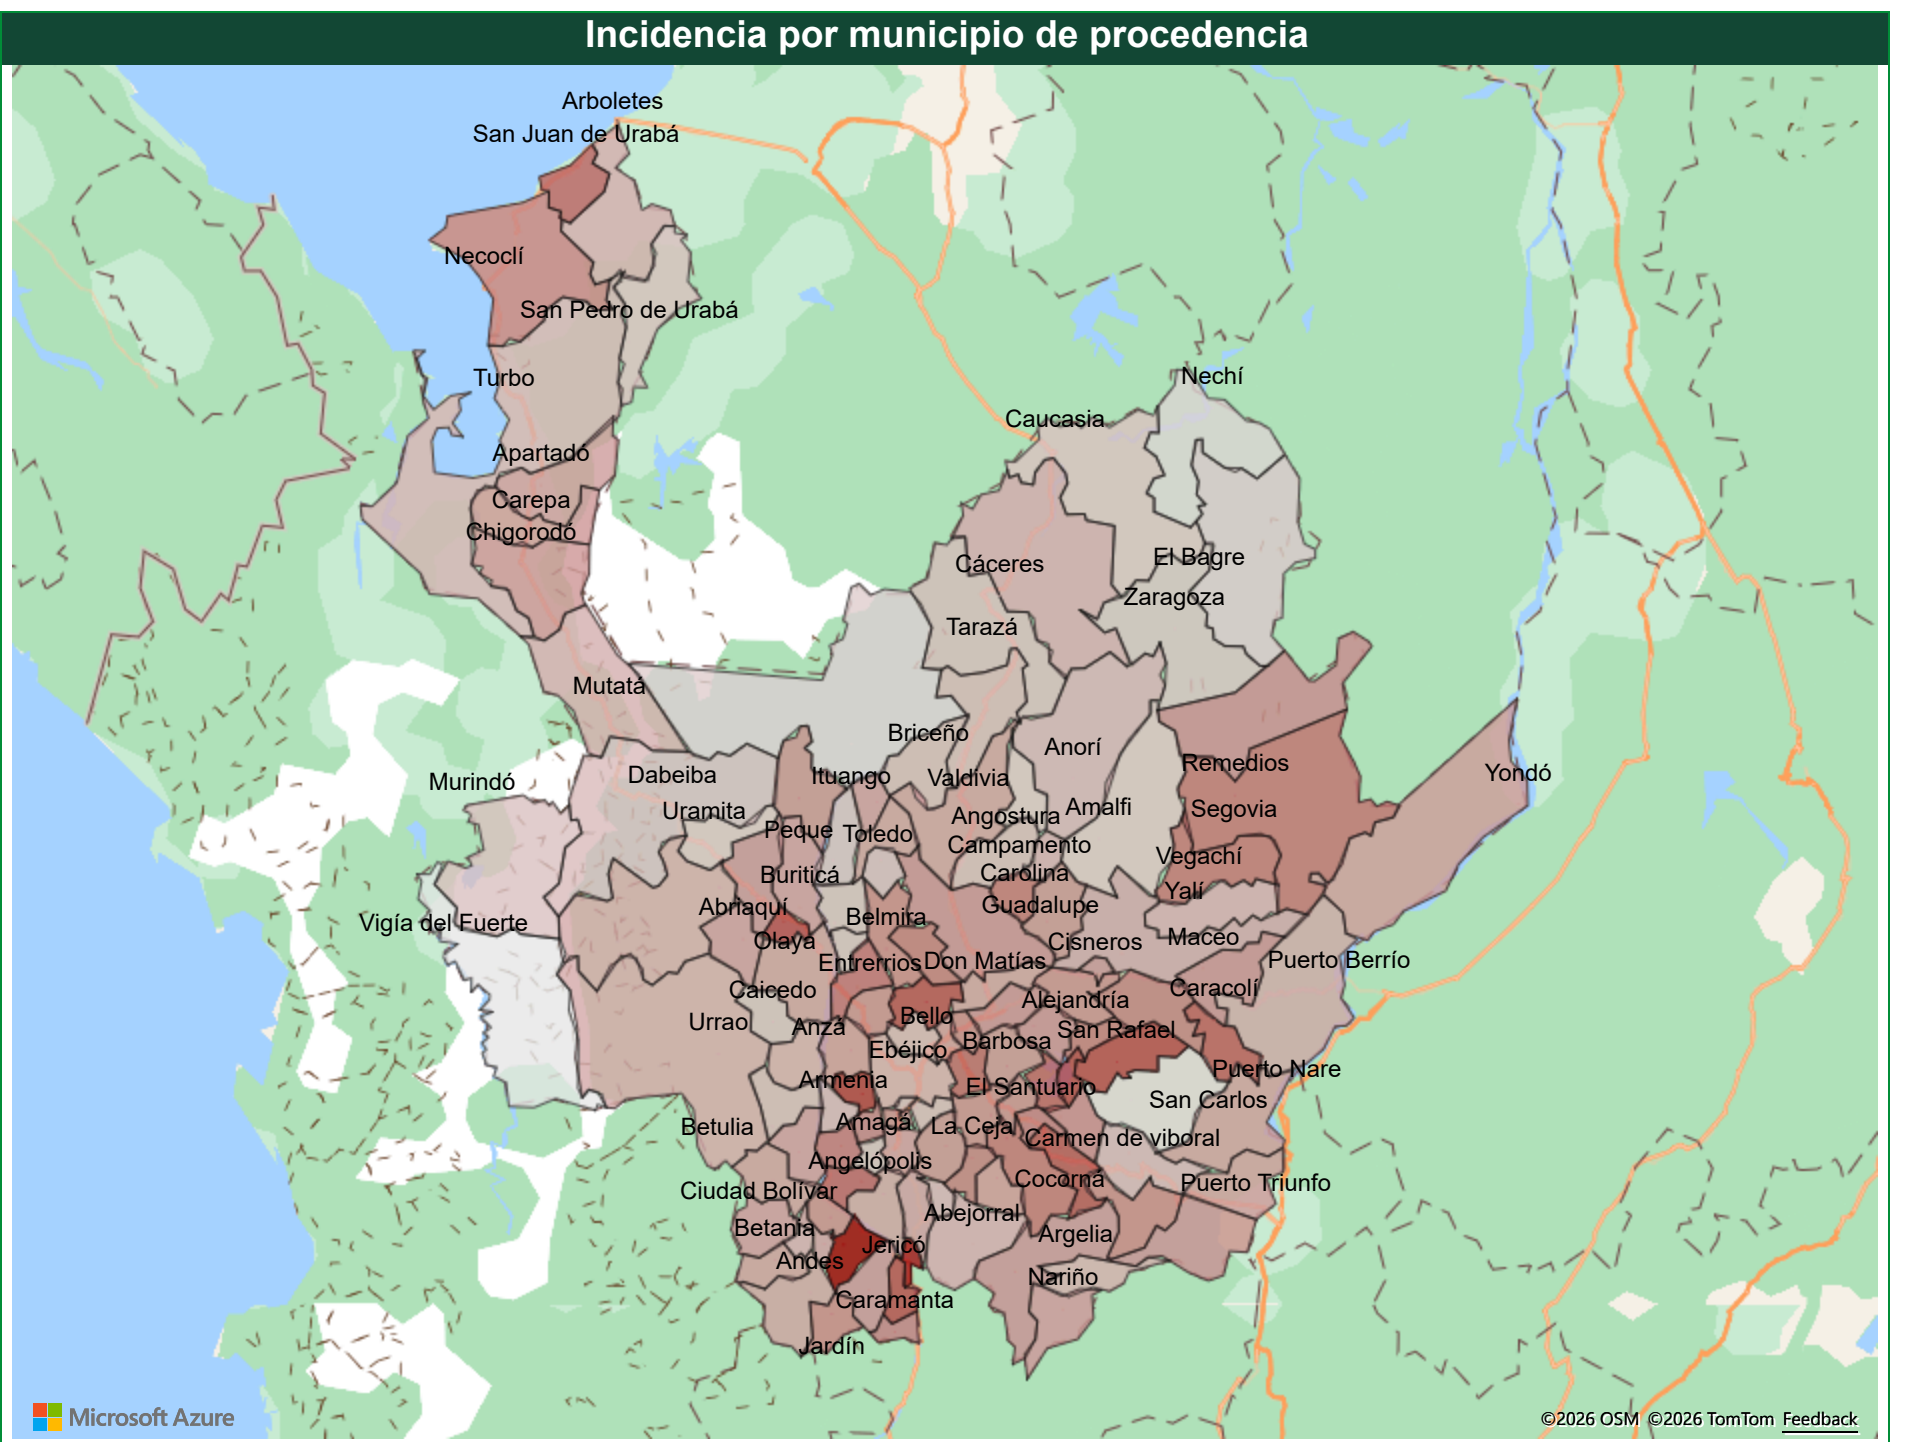 Incidencia por municipio de procedencia
Arboletes
San Juan de Urabá
Necoclí
San Pedro de Urabá
Turbo
Nechí
Caucasia
Apartadó
Carepa
Chigorodó
El Bagre
Cáceres
Zaragoza
Tarazá
Mutatá
Briceño
Anorí
Remedios
Yondó
Dabeiba
Ituango
Valdivia
Murindó
Uramita
Amalfi
Segovia
Angostura
Peque
Toledo
Campamento
Vegachí
Carolina
Buriticá
Yalí
Abriaquí
Guadalupe
Belmira
Vigía del Fuerte
Olaya
Cisneros
Maceo
Entrerrios
Don Matías
Puerto Berrío
Caicedo
Caracolí
Alejandría
Urrao
Anzá
Bello
San Rafael
Ebéjico
Barbosa
Puerto Nare
Armenia
El Santuario
San Carlos
Betulia
Amagá
La Ceja
Carmen de viboral
Angelópolis
Cocorná
Puerto Triunfo
Ciudad Bolívar
Abejorral
Betania
Argelia
Jericó
Andes
Nariño
Caramanta
Jardín
Microsoft Azure
©2026 OSM ©2026 TomTom Feedback